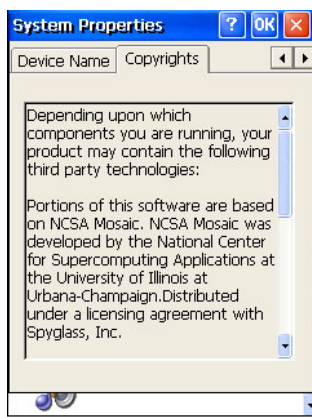 System Properties ? OK ×
Device Name Copyrights
Depending upon which
components you are running, your
product may contain the following
third party technologies:
Portions of this software are based
on NCSA Mosaic. NCSA Mosaic was
developed by the National Center
for Supercomputing Applications at
the University of Illinois at
Urbana-Champaign.Distributed
under a licensing agreement with
Spyglass, Inc.